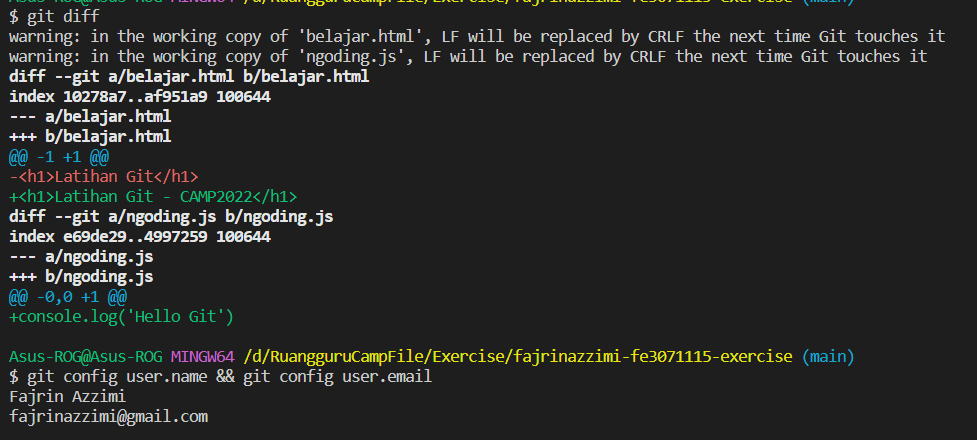 Asus-ROG@Asus-ROG MINGW64 /d/RuangguruCampFile/Exercise/fajrinazzimi-fe3071115-exercise (main)
$ git diff
warning: in the working copy of 'belajar.html', LF will be replaced by CRLF the next time Git touches it
warning: in the working copy of 'ngoding.js', LF will be replaced by CRLF the next time Git touches it
diff --git a/belajar.html b/belajar.html
index 10278a7..af951a9 100644
--- a/belajar.html
+++ b/belajar.html
@@ -1 +1 @@
-<h1>Latihan Git</h1>
+<h1>Latihan Git - CAMP2022</h1>
diff --git a/ngoding.js b/ngoding.js
index e69de29..4997259 100644
--- a/ngoding.js
+++ b/ngoding.js
@@ -0,0 +1 @@
+console.log('Hello Git')
Asus-ROG@Asus-ROG MINGW64 /d/RuangguruCampFile/Exercise/fajrinazzimi-fe3071115-exercise (main)
$ git config user.name && git config user.email
Fajrin Azzimi
fajrinazzimi@gmail.com